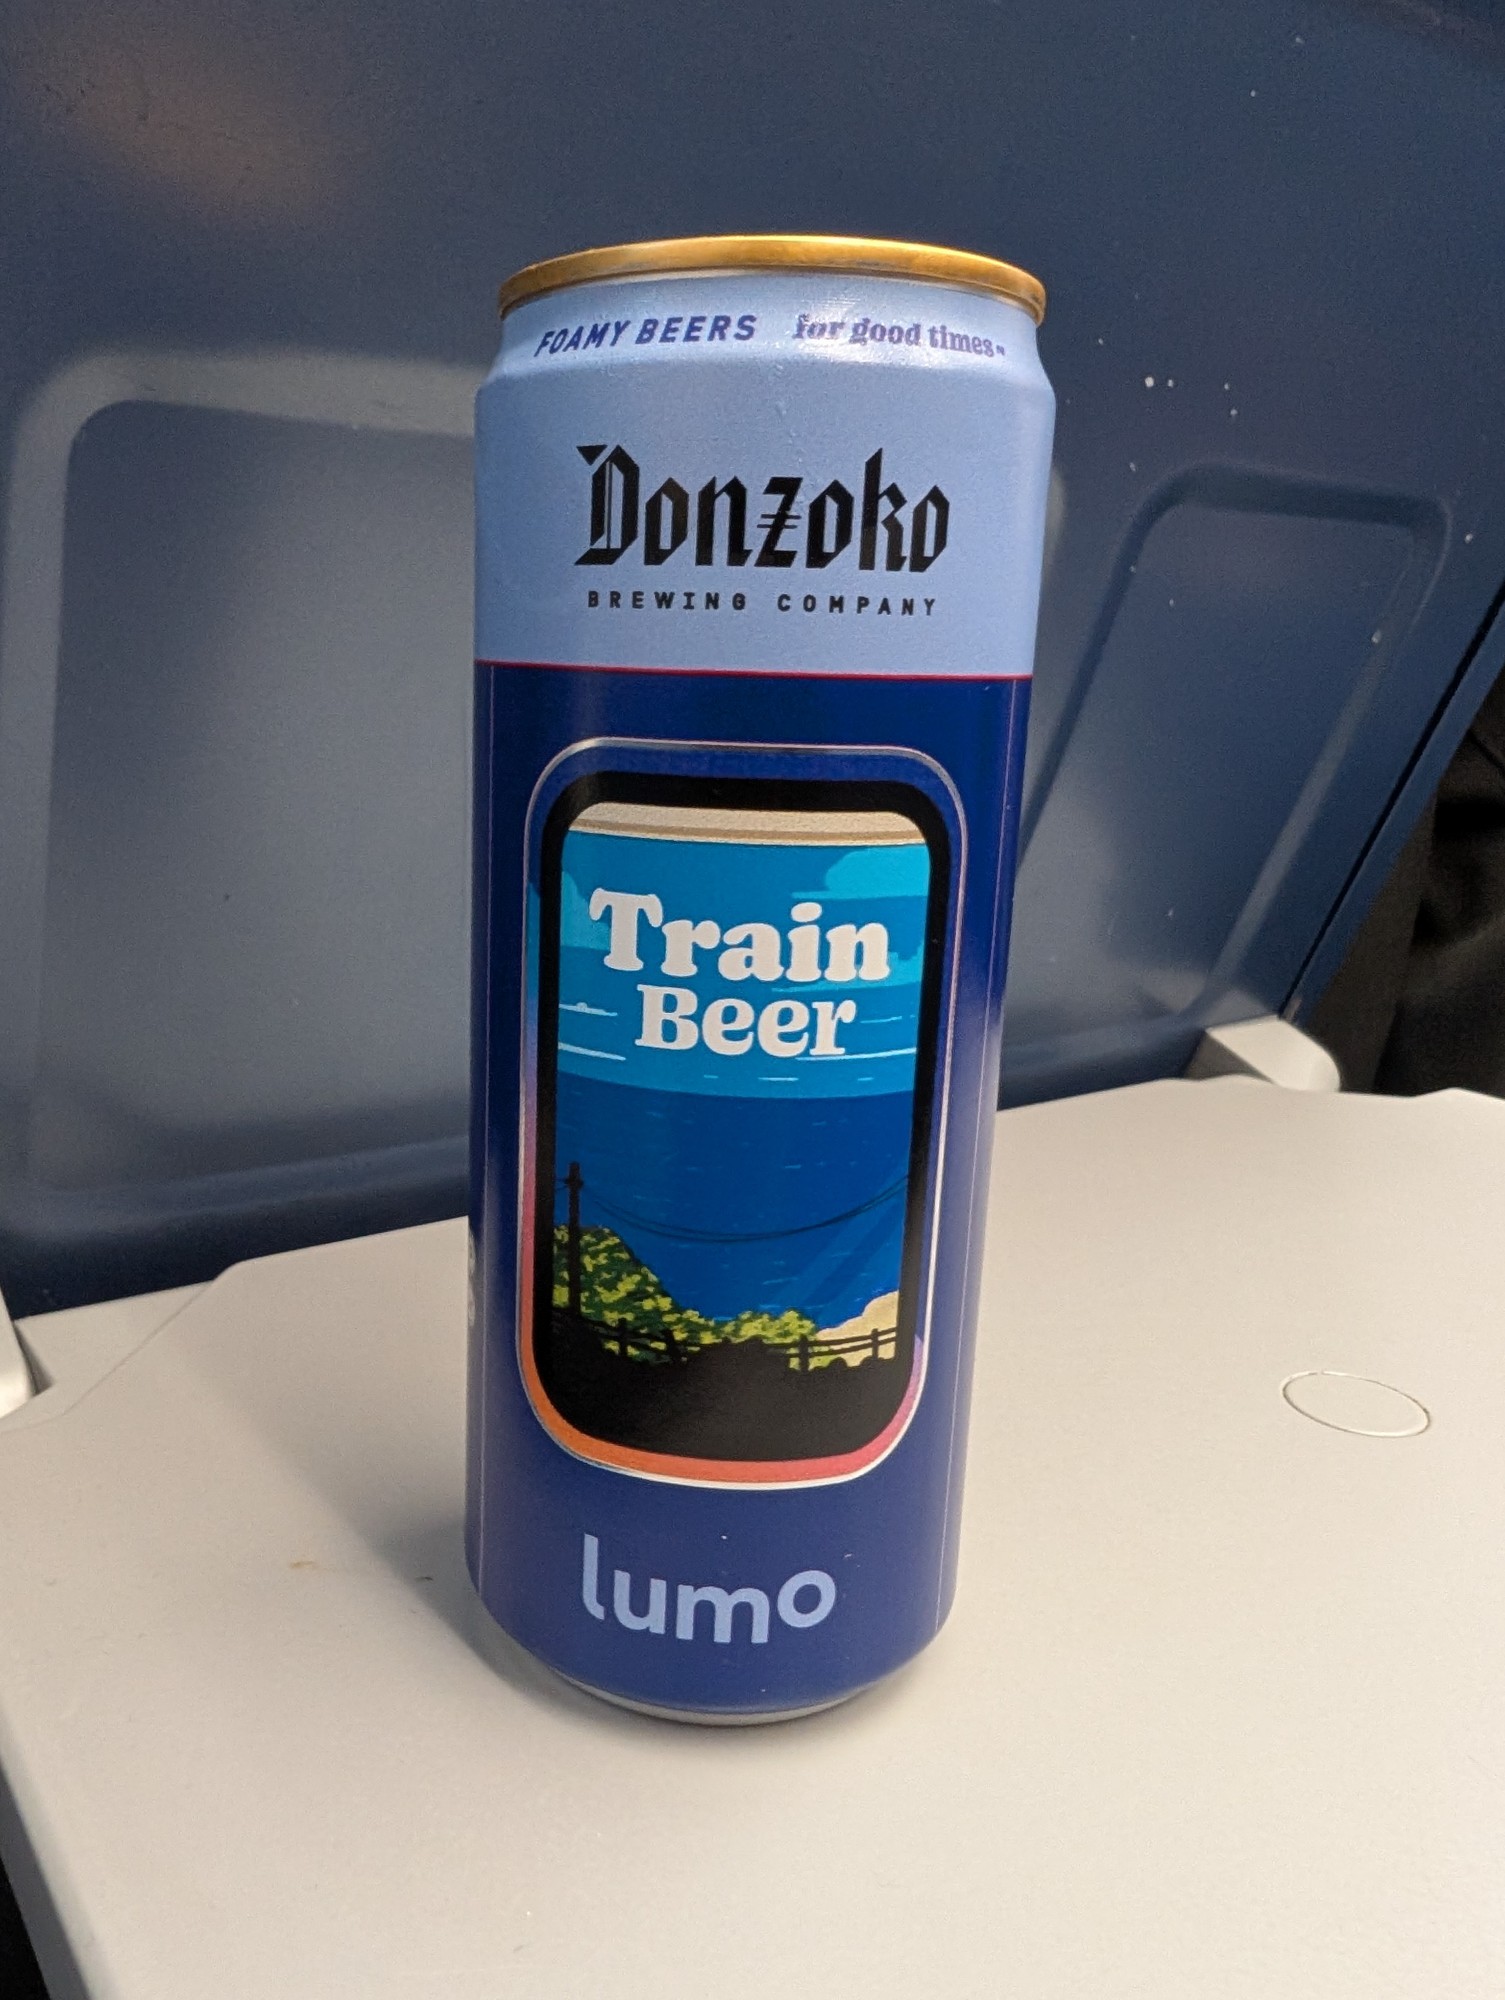 FOAMY BEERS for good times
Donzoko
BREWING COMPANY
Train
Beer
lumo